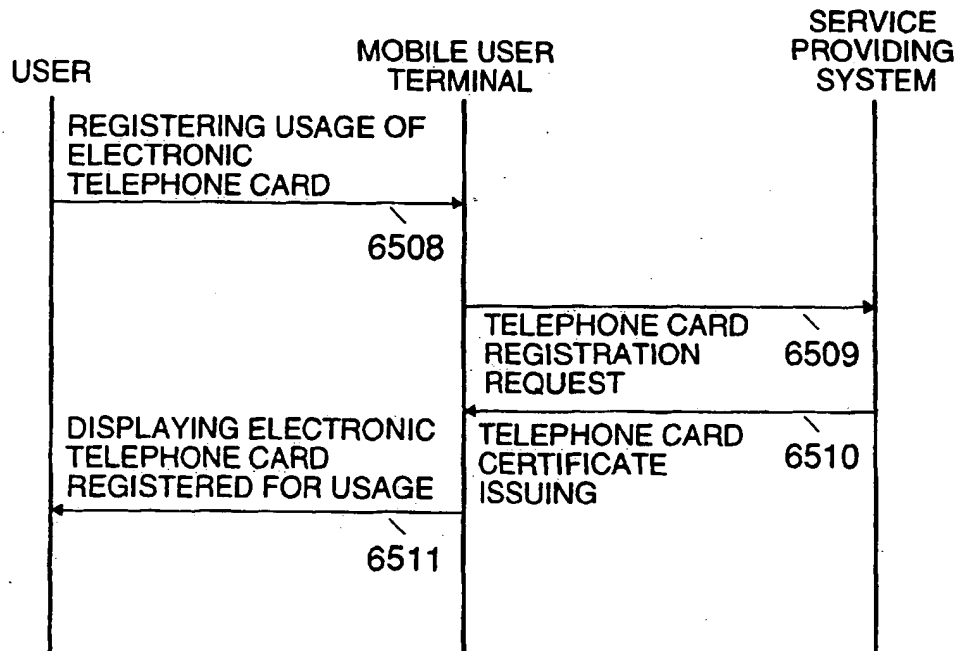 USER
MOBILE USER
TERMINAL
SERVICE
PROVIDING
SYSTEM
REGISTERING USAGE OF
ELECTRONIC
TELEPHONE CARD
6508
TELEPHONE CARD
REGISTRATION
REQUEST
6509
TELEPHONE CARD
CERTIFICATE
ISSUING
6510
DISPLAYING ELECTRONIC
TELEPHONE CARD
REGISTERED FOR USAGE
6511